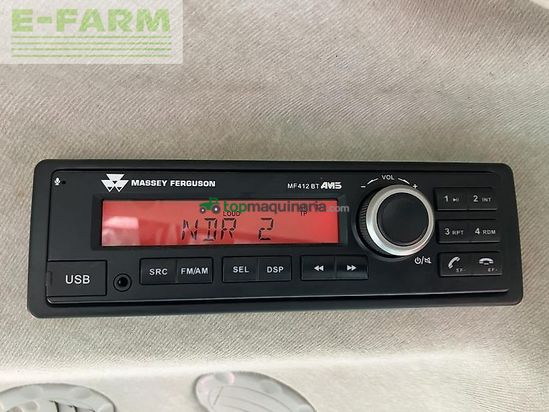 E-FARM
MASSEY FERGUSON
MF412 BT AMS
- VOL +
topmaquinaria.com
LOUD TP
NDR 2
1 ▸II
2 INT
3 RPT
4 RDM
USB
SRC
FM/AM
SEL
DSP